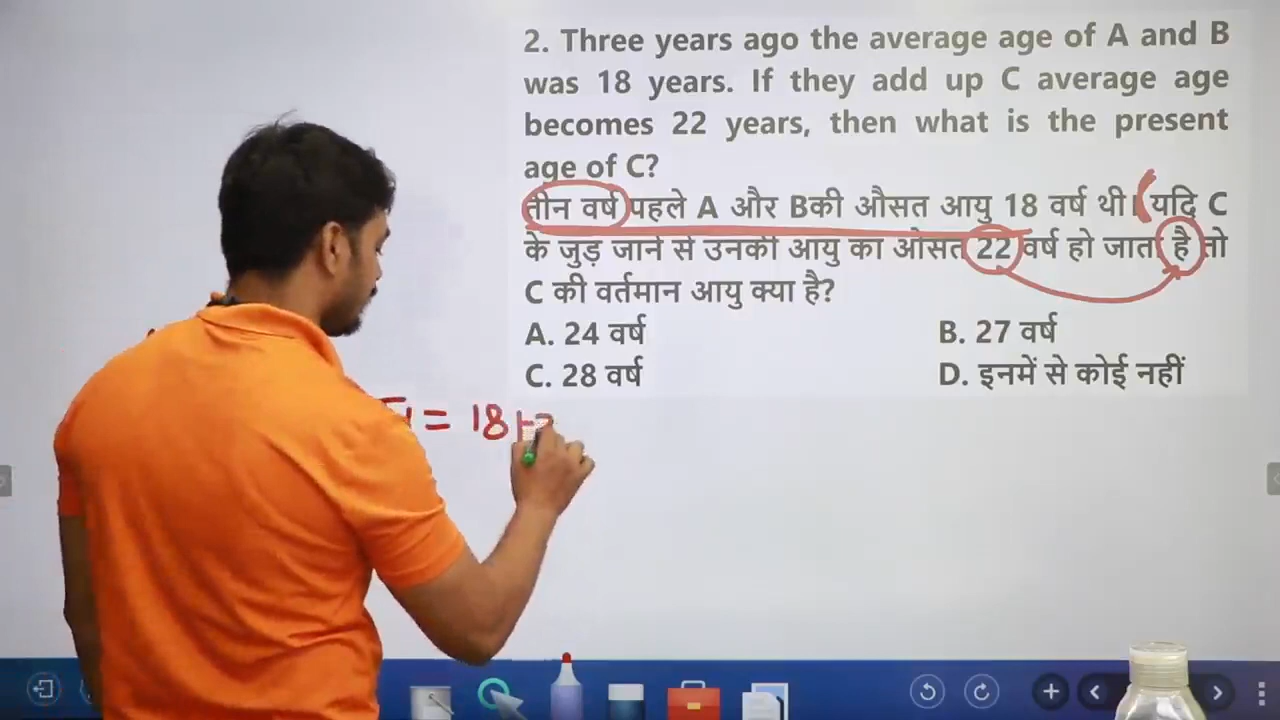 2. Three years ago the average age of A and B
was 18 years. If they add up C average age
becomes 22 years, then what is the present
age of C?
तीन वर्ष पहले A और Bकी औसत आयु 18 वर्ष थी। यदि C
के जुड़ जाने से उनकी आयु का औसत 22 वर्ष हो जाता है तो
C की वर्तमान आयु क्या है?
A. 24 वर्ष
B. 27 वर्ष
C. 28 वर्ष
D. इनमें से कोई नहीं
= 18